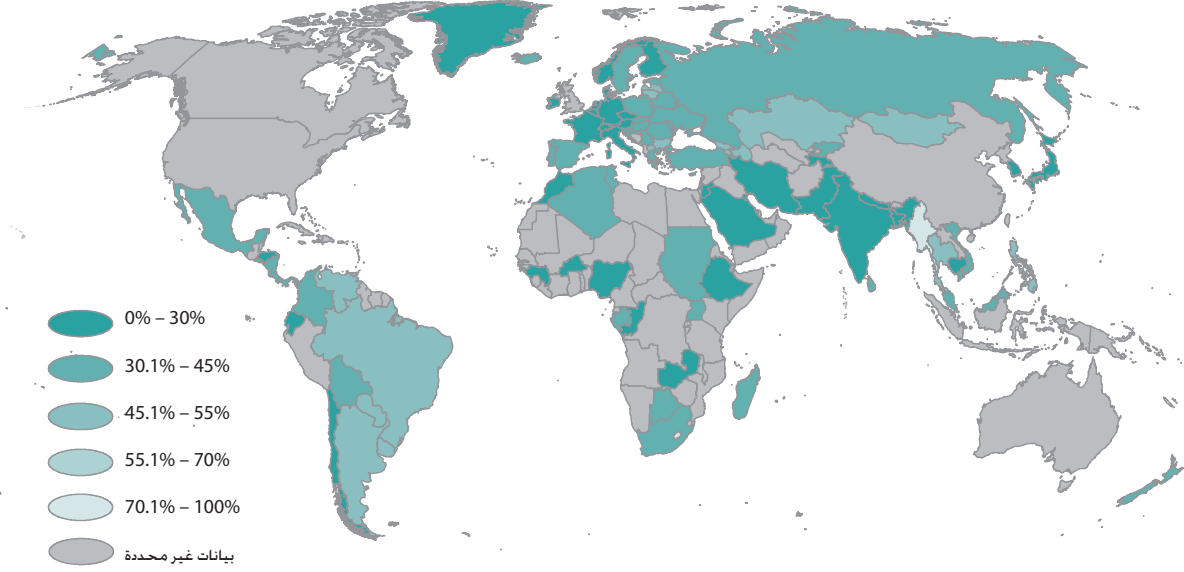 0% – 30%
30.1% – 45%
45.1% – 55%
55.1% – 70%
70.1% – 100%
بيانات غير محددة